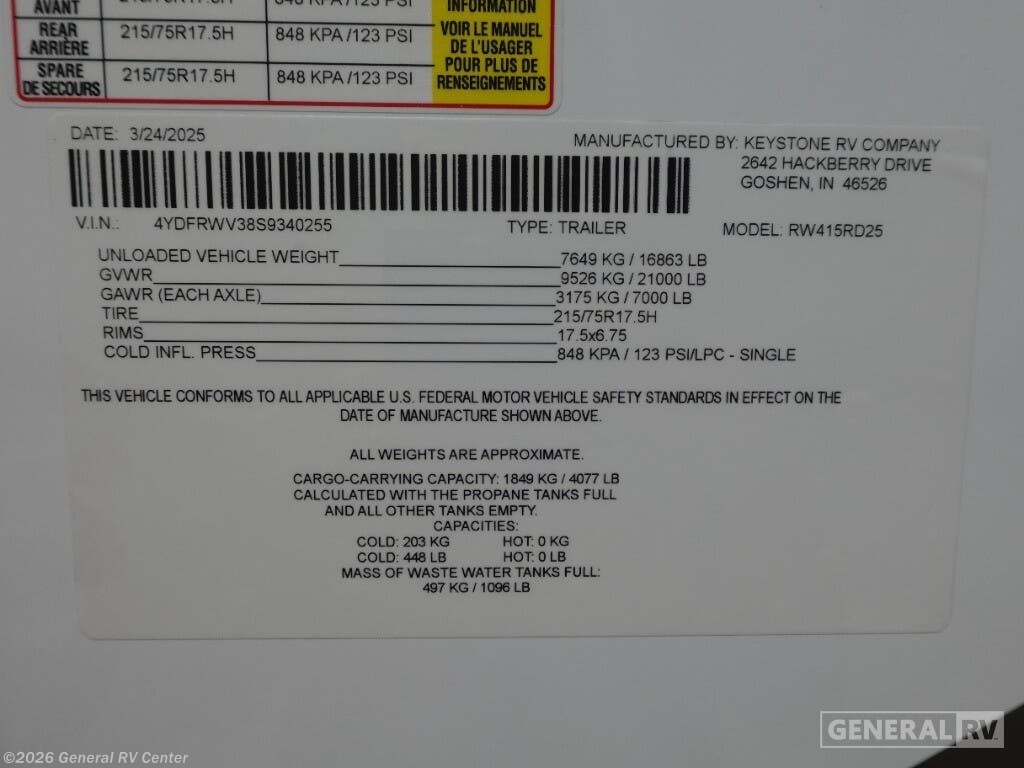 AVANT
848 KPA /123 PSI
INFORMATION
REAR
ARRIÈRE
215/75R17.5H
848 KPA /123 PSI
VOIR LE MANUEL
DE L'USAGER
POUR PLUS DE
RENSEIGNEMENTS
SPARE
DE SECOURS
215/75R17.5H
848 KPA /123 PSI
DATE: 3/24/2025
MANUFACTURED BY: KEYSTONE RV COMPANY
2642 HACKBERRY DRIVE
GOSHEN, IN 46526
V.I.N.: 4YDFRWV38S9340255 TYPE: TRAILER MODEL: RW415RD25
UNLOADED VEHICLE WEIGHT 7649 KG / 16863 LB
GVWR 9526 KG / 21000 LB
GAWR (EACH AXLE) 3175 KG / 7000 LB
TIRE 215/75R17.5H
RIMS 17.5x6.75
COLD INFL. PRESS 848 KPA / 123 PSI/LPC - SINGLE
THIS VEHICLE CONFORMS TO ALL APPLICABLE U.S. FEDERAL MOTOR VEHICLE SAFETY STANDARDS IN EFFECT ON THE
DATE OF MANUFACTURE SHOWN ABOVE.
ALL WEIGHTS ARE APPROXIMATE.
CARGO-CARRYING CAPACITY: 1849 KG / 4077 LB
CALCULATED WITH THE PROPANE TANKS FULL
AND ALL OTHER TANKS EMPTY.
CAPACITIES:
COLD: 203 KG HOT: 0 KG
COLD: 448 LB HOT: 0 LB
MASS OF WASTE WATER TANKS FULL:
497 KG / 1096 LB
GENERAL RV
©2026 General RV Center